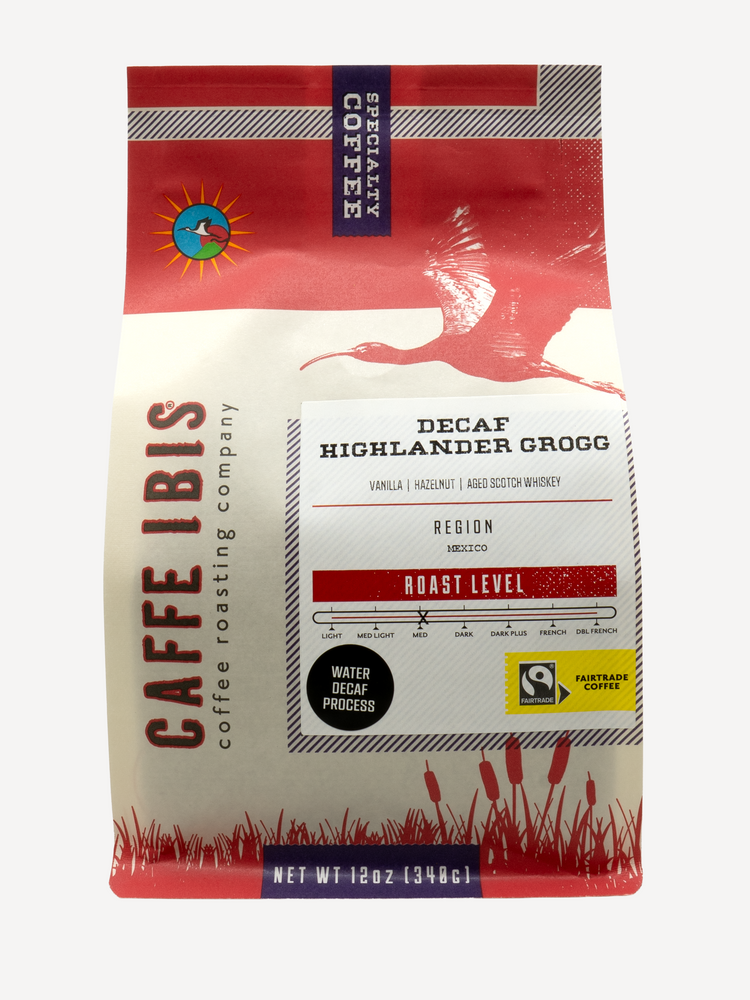 SPECIALTY
COFFEE
CAFFE IBIS®
coffee roasting company
DECAF
HIGHLANDER GROGG
VANILLA | HAZELNUT | AGED SCOTCH WHISKEY
REGION
MEXICO
ROAST LEVEL
X
LIGHT MED LIGHT MED DARK DARK PLUS FRENCH DBL FRENCH
WATER
DECAF
PROCESS
FAIRTRADE
FAIRTRADE
COFFEE
NET WT 12oz (340g)